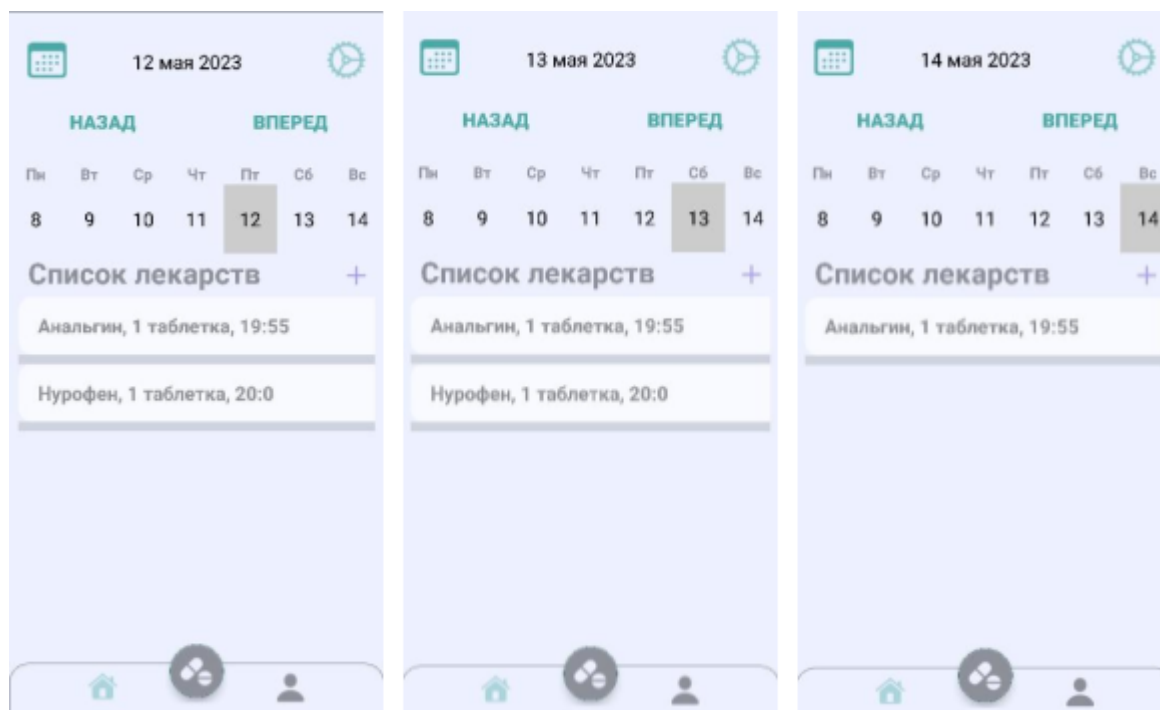 12 мая 2023
НАЗАД ВПЕРЕД
Пн Вт Ср Чт Пт Сб Вс
8 9 10 11 12 13 14
Список лекарств +
Анальгин, 1 таблетка, 19:55
Нурофен, 1 таблетка, 20:0
13 мая 2023
НАЗАД ВПЕРЕД
Пн Вт Ср Чт Пт Сб Вс
8 9 10 11 12 13 14
Список лекарств +
Анальгин, 1 таблетка, 19:55
Нурофен, 1 таблетка, 20:0
14 мая 2023
НАЗАД ВПЕРЕД
Пн Вт Ср Чт Пт Сб Вс
8 9 10 11 12 13 14
Список лекарств +
Анальгин, 1 таблетка, 19:55